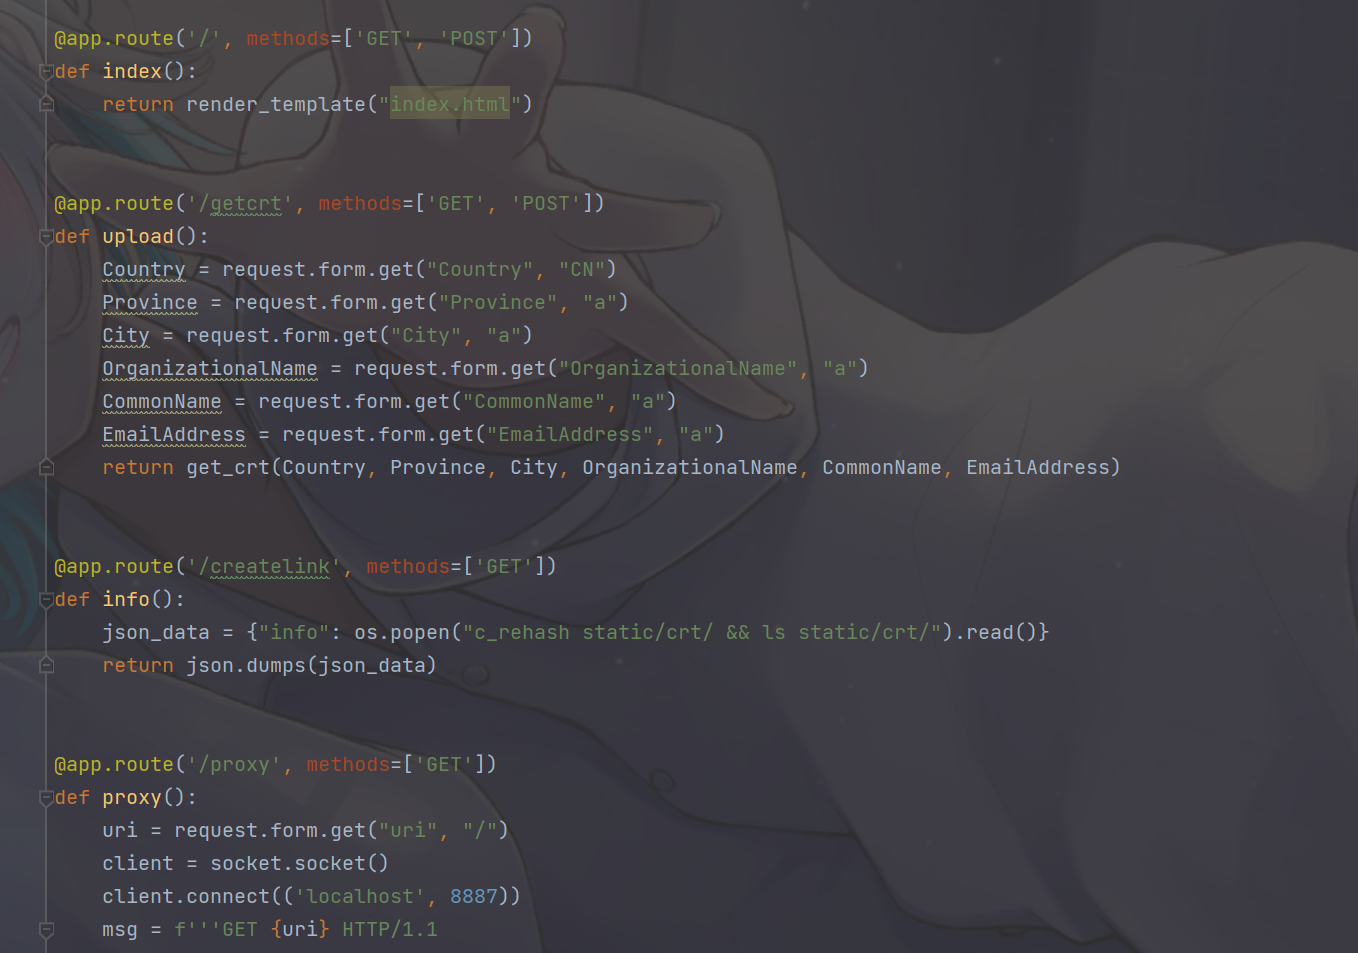 @app.route('/', methods=['GET', 'POST'])
def index():
    return render_template("index.html")
@app.route('/getcrt', methods=['GET', 'POST'])
def upload():
    Country = request.form.get("Country", "CN")
    Province = request.form.get("Province", "a")
    City = request.form.get("City", "a")
    OrganizationalName = request.form.get("OrganizationalName", "a")
    CommonName = request.form.get("CommonName", "a")
    EmailAddress = request.form.get("EmailAddress", "a")
    return get_crt(Country, Province, City, OrganizationalName, CommonName, EmailAddress)
@app.route('/createlink', methods=['GET'])
def info():
    json_data = {"info": os.popen("c_rehash static/crt/ && ls static/crt/").read()}
    return json.dumps(json_data)
@app.route('/proxy', methods=['GET'])
def proxy():
    uri = request.form.get("uri", "/")
    client = socket.socket()
    client.connect(('localhost', 8887))
    msg = f'''GET {uri} HTTP/1.1